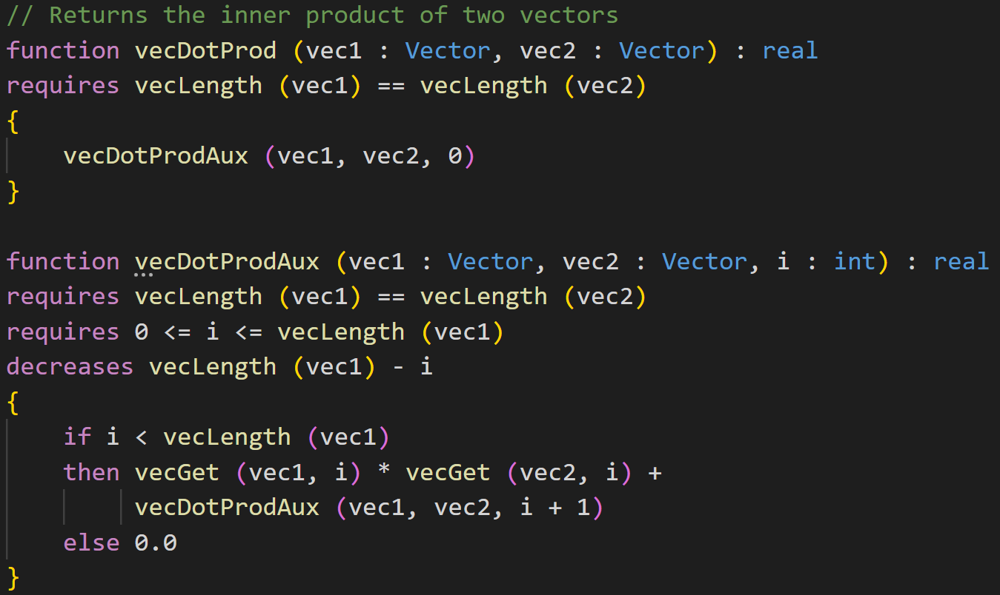 // Returns the inner product of two vectors
function vecDotProd (vec1 : Vector, vec2 : Vector) : real
requires vecLength (vec1) == vecLength (vec2)
{
    vecDotProdAux (vec1, vec2, 0)
}

function vecDotProdAux (vec1 : Vector, vec2 : Vector, i : int) : real
requires vecLength (vec1) == vecLength (vec2)
requires 0 <= i <= vecLength (vec1)
decreases vecLength (vec1) - i
{
    if i < vecLength (vec1)
    then vecGet (vec1, i) * vecGet (vec2, i) +
         vecDotProdAux (vec1, vec2, i + 1)
    else 0.0
}